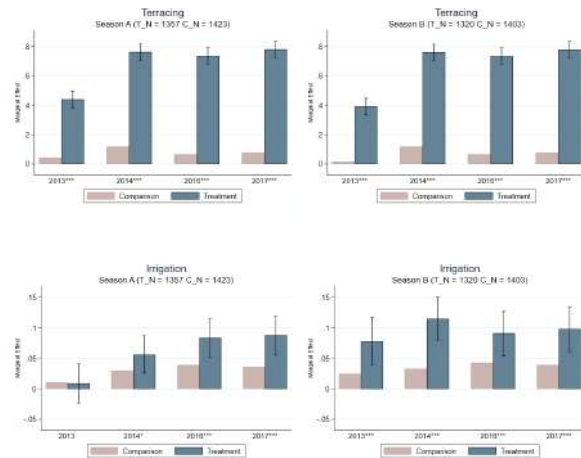 Terracing
Season A (T_N = 1357 C_N = 1423)
Marginal Effect
.8
.6
.4
.2
0
2013***
2014***
2016***
2017***
Comparison
Treatment
Terracing
Season B (T_N = 1320 C_N = 1403)
Marginal Effect
.8
.6
.4
.2
0
2013***
2014***
2016***
2017***
Comparison
Treatment
Irrigation
Season A (T_N = 1357 C_N = 1423)
Marginal Effect
.15
.1
.05
0
-.05
2013
2014*
2016***
2017***
Comparison
Treatment
Irrigation
Season B (T_N = 1320 C_N = 1403)
Marginal Effect
.15
.1
.05
0
-.05
2013***
2014***
2016***
2017***
Comparison
Treatment